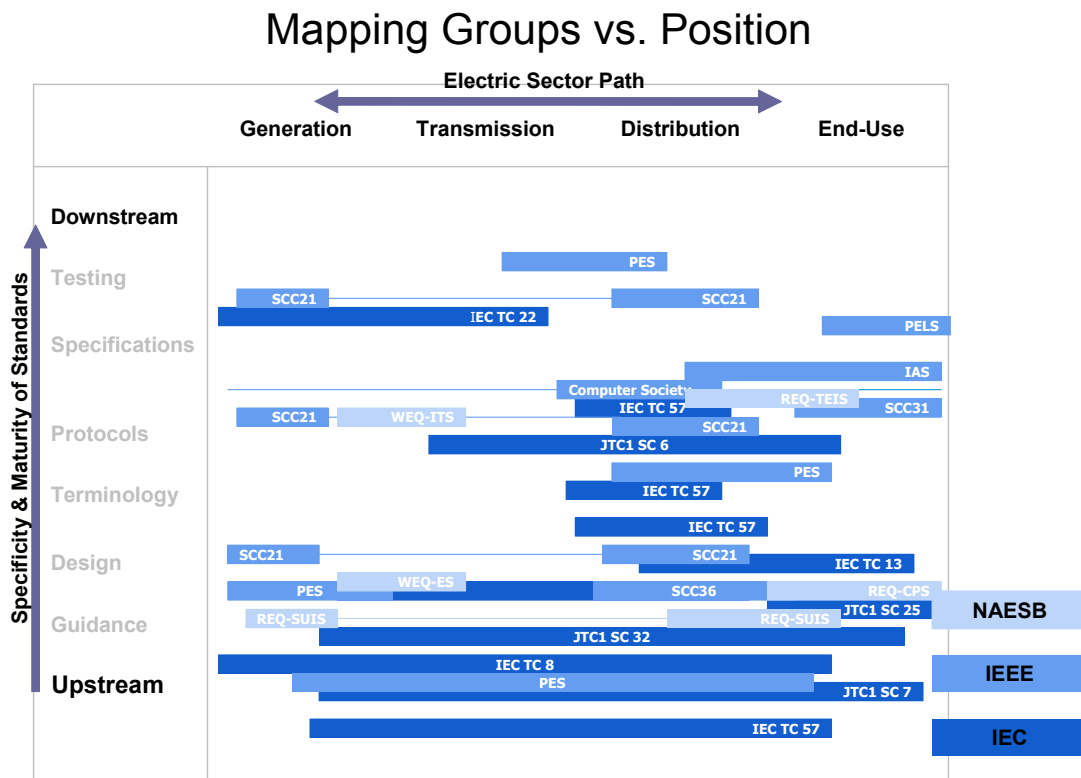 Mapping Groups vs. Position
Electric Sector Path
Generation
Transmission
Distribution
End-Use
Specificity & Maturity of Standards
Downstream
PES
Testing
SCC21
SCC21
IEC TC 22
PELS
Specifications
IAS
Computer Society
REQ-TEIS
IEC TC 57
SCC31
SCC21
WEQ-ITS
SCC21
Protocols
JTC1 SC 6
PES
Terminology
IEC TC 57
IEC TC 57
SCC21
SCC21
Design
IEC TC 13
WEQ-ES
PES
SCC36
REQ-CPS
JTC1 SC 25
NAESB
REQ-SUIS
REQ-SUIS
Guidance
JTC1 SC 32
IEC TC 8
IEEE
Upstream
PES
JTC1 SC 7
IEC TC 57
IEC